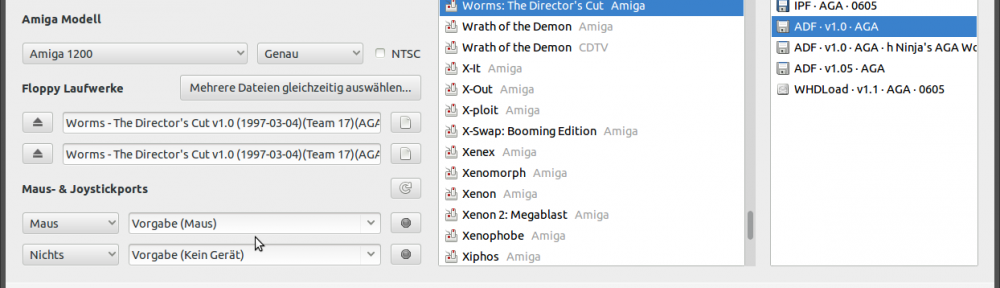 Amiga Modell
Amiga 1200
Genau
NTSC
Floppy Laufwerke
Mehrere Dateien gleichzeitig auswählen...
Worms - The Director's Cut v1.0 (1997-03-04)(Team 17)(AGA
Worms - The Director's Cut v1.0 (1997-03-04)(Team 17)(AGA
Maus- & Joystickports
Maus
Vorgabe (Maus)
Nichts
Vorgabe (Kein Gerät)
Worms: The Director's Cut Amiga
Wrath of the Demon Amiga
Wrath of the Demon CDTV
X-It Amiga
X-Out Amiga
X-ploit Amiga
X-Swap: Booming Edition Amiga
Xenex Amiga
Xenomorph Amiga
Xenon Amiga
Xenon 2: Megablast Amiga
Xenophobe Amiga
Xiphos Amiga
IPF · AGA · 0605
ADF · v1.0 · AGA
ADF · v1.0 · AGA · h Ninja's AGA Wo
ADF · v1.05 · AGA
WHDLoad · v1.1 · AGA · 0605